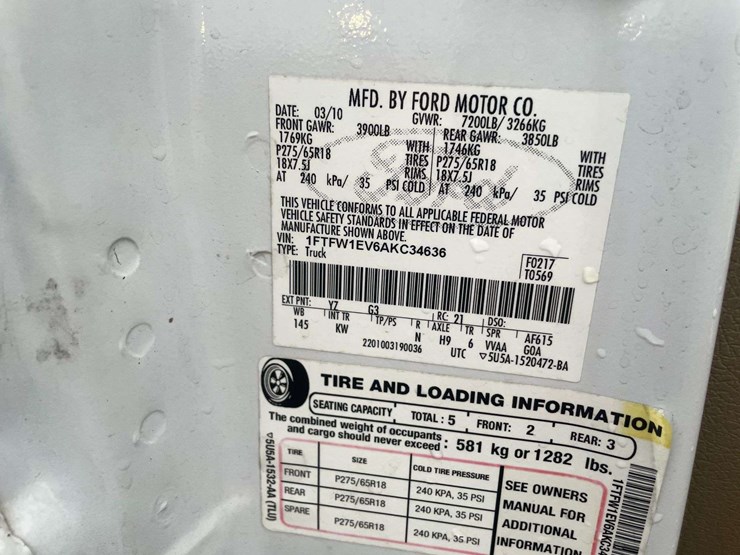 MFD. BY FORD MOTOR CO.
DATE: 03/10 GVWR: 7200LB/ 3266KG
FRONT GAWR: 3900LB REAR GAWR: 3850LB
1769KG WITH 1746KG WITH
P275/65R18 TIRES P275/65R18 TIRES
18X7.5J RIMS 18X7.5J RIMS
AT 240 kPa/ 35 PSI COLD AT 240 kPa/ 35 PSI COLD
THIS VEHICLE CONFORMS TO ALL APPLICABLE FEDERAL MOTOR
VEHICLE SAFETY STANDARDS IN EFFECT ON THE DATE OF
MANUFACTURE SHOWN ABOVE.
VIN: 1FTFW1EV6AKC34636 F0217
TYPE: Truck T0569
EXT PNT: YZ G3 RC: 21 DSO:
WB INT TR TP/PS R AXLE TR SPR AF615
145 KW N H9 6 VVAA GOA
2201003190036 UTC ▽5U5A-1520472-BA
Ford
TIRE AND LOADING INFORMATION
SEATING CAPACITY TOTAL : 5 FRONT: 2 REAR: 3
The combined weight of occupants
and cargo should never exceed : 581 kg or 1282 lbs.
TIRE SIZE COLD TIRE PRESSURE
FRONT P275/65R18 240 KPA, 35 PSI
REAR P275/65R18 240 KPA, 35 PSI
SPARE P275/65R18 240 KPA, 35 PSI
SEE OWNERS
MANUAL FOR
ADDITIONAL
INFORMATION
▽5U5A-1532-AA (TLU)
1FTFW1EV6AKC3